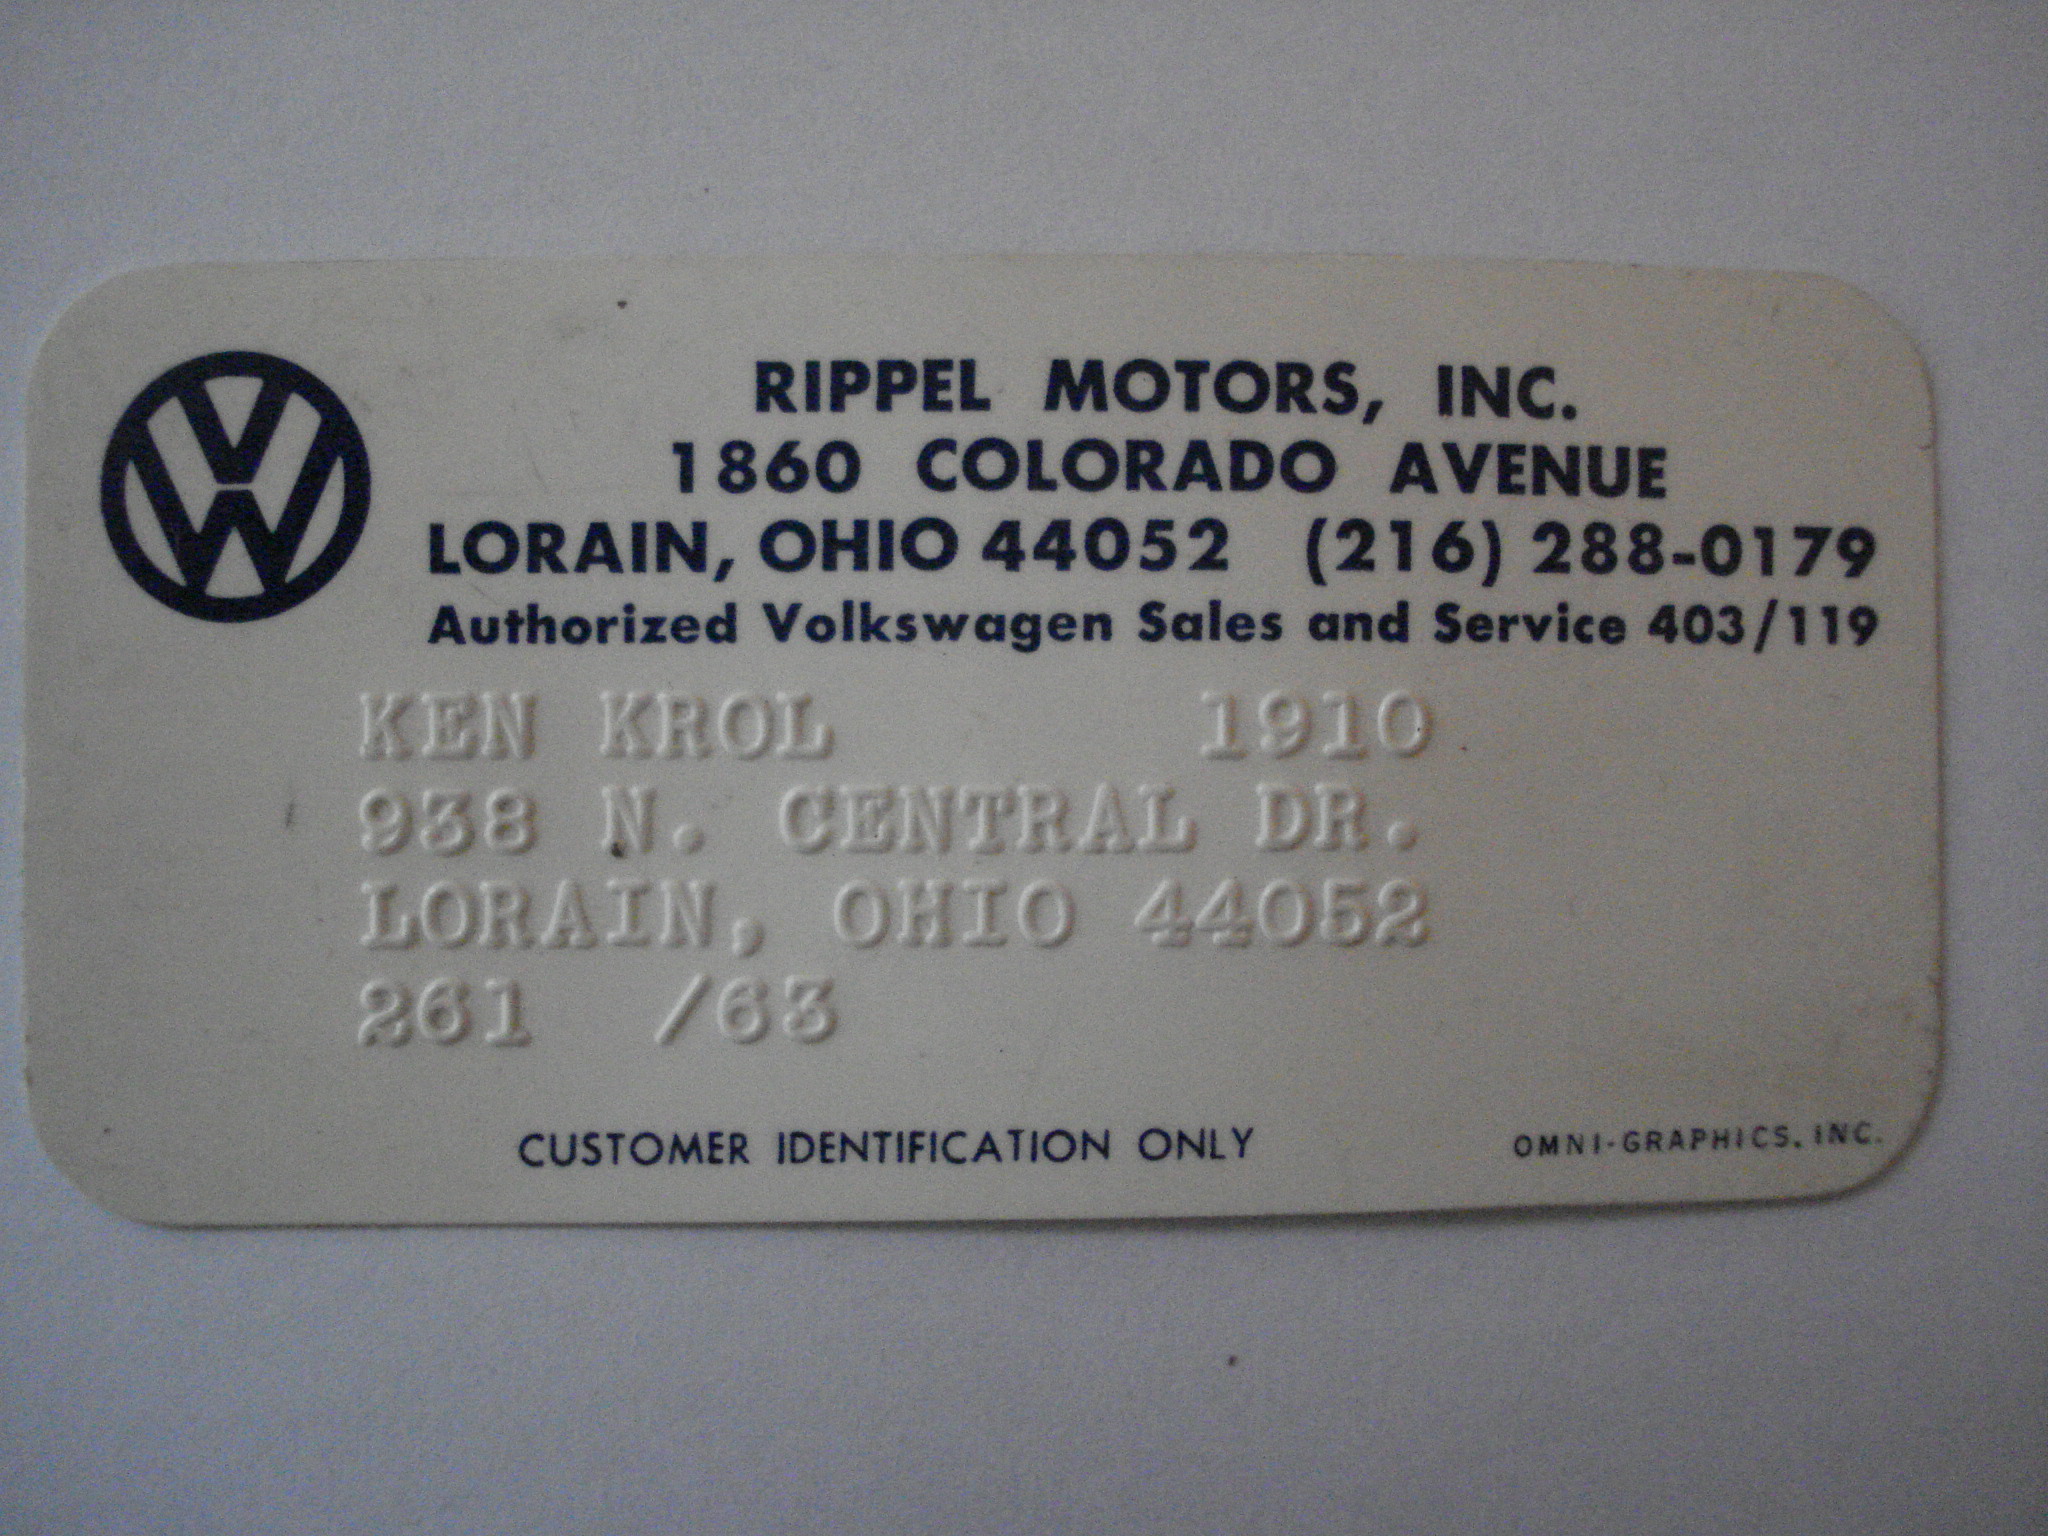 RIPPEL MOTORS, INC.
1860 COLORADO AVENUE
LORAIN, OHIO 44052 (216) 288-0179
Authorized Volkswagen Sales and Service 403/119
KEN KROL 1910
938 N. CENTRAL DR.
LORAIN, OHIO 44052
261 /63
CUSTOMER IDENTIFICATION ONLY
OMNI-GRAPHICS, INC.